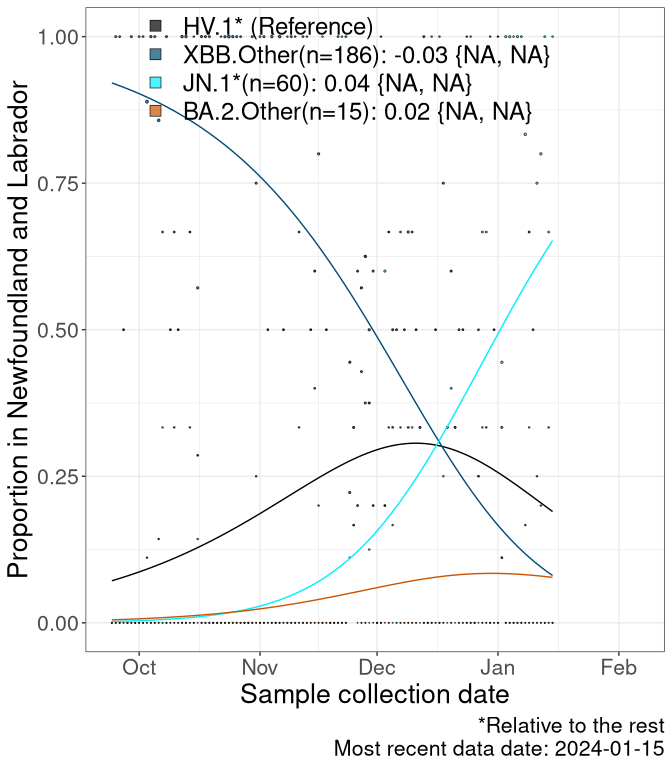 HV.1* (Reference)
XBB.Other(n=186): -0.03 {NA, NA}
JN.1*(n=60): 0.04 {NA, NA}
BA.2.Other(n=15): 0.02 {NA, NA}
Proportion in Newfoundland and Labrador
1.00
0.75
0.50
0.25
0.00
Oct Nov Dec Jan Feb
Sample collection date
*Relative to the rest
Most recent data date: 2024-01-15